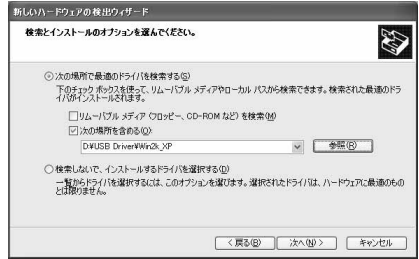 新しいハードウェアの検出ウィザード
検索とインストールのオプションを選んでください。
次の場所で最適のドライバを検索する(S)
下のチェック ボックスを使って、リムーバブル メディアやローカル パスから検索できます。検索された最適のドラ
イバがインストールされます。
リムーバブル メディア (フロッピー、CD-ROM など) を検索(M)
次の場所を含める(O):
D:¥USB Driver¥Win2k_XP
参照(R)
検索しないで、インストールするドライバを選択する(D)
一覧からドライバを選択するには、このオプションを選びます。選択されたドライバは、ハードウェアに最適のもの
とは限りません。
< 戻る(B)
次へ(N) >
キャンセル